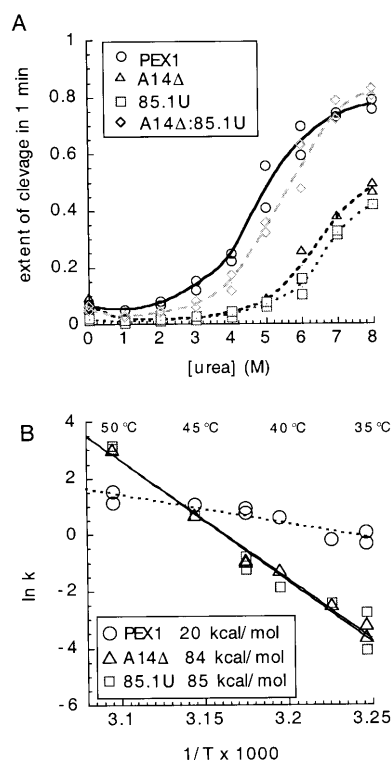 A
extent of clevage in 1 min
1
0.8
0.6
0.4
0.2
0
PEX1
A14Δ
85.1U
A14Δ:85.1U
0 1 2 3 4 5 6 7 8
[urea] (M)
B
50 °C 45 °C 40 °C 35 °C
ln k
4
2
0
-2
-4
-6
PEX1 20 kcal/mol
A14Δ 84 kcal/mol
85.1U 85 kcal/mol
3.1 3.15 3.2 3.25
1/T x 1000